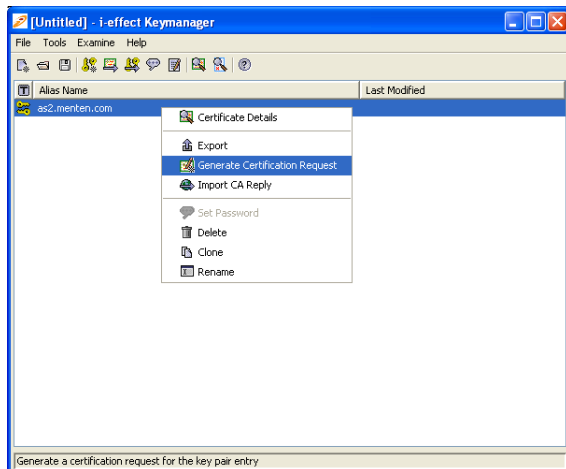 [Untitled] - i-effect Keymanager
File Tools Examine Help
T Alias Name Last Modified
as2.menten.com
Certificate Details
Export
Generate Certification Request
Import CA Reply
Set Password
Delete
Clone
Rename
Generate a certification request for the key pair entry